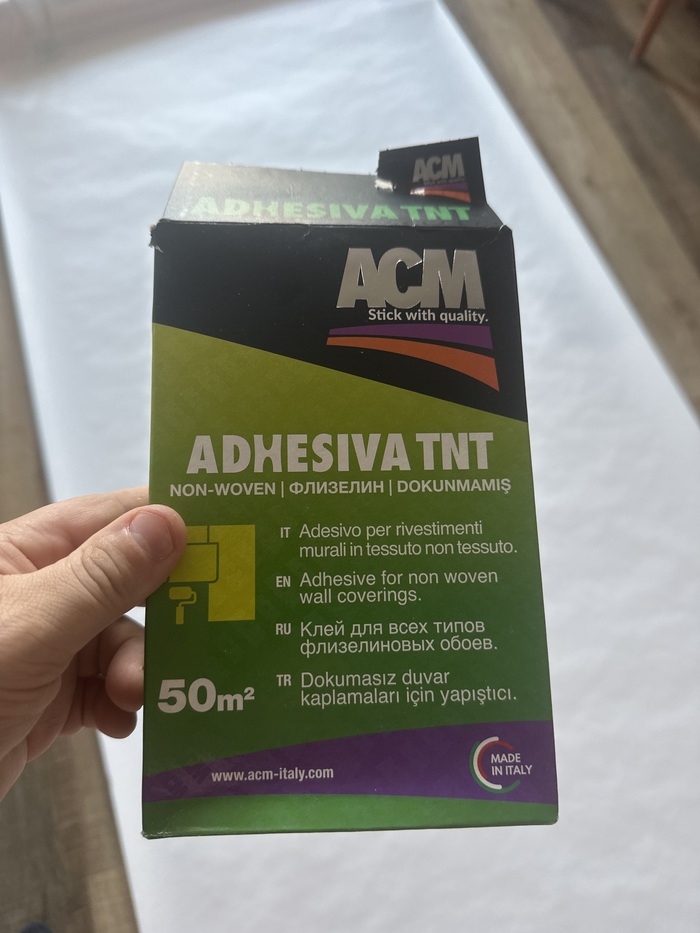 ACM
ADHESIVA TNT
ACM
Stick with quality.
ADHESIVA TNT
NON-WOVEN | ФЛИЗЕЛИН | DOKUNMAMIŞ
IT Adesivo per rivestimenti
murali in tessuto non tessuto.
EN Adhesive for non woven
wall coverings.
RU Клей для всех типов
флизелиновых обоев.
TR Dokumasız duvar
kaplamaları için yapıştıcı.
50m²
www.acm-italy.com
MADE
IN ITALY